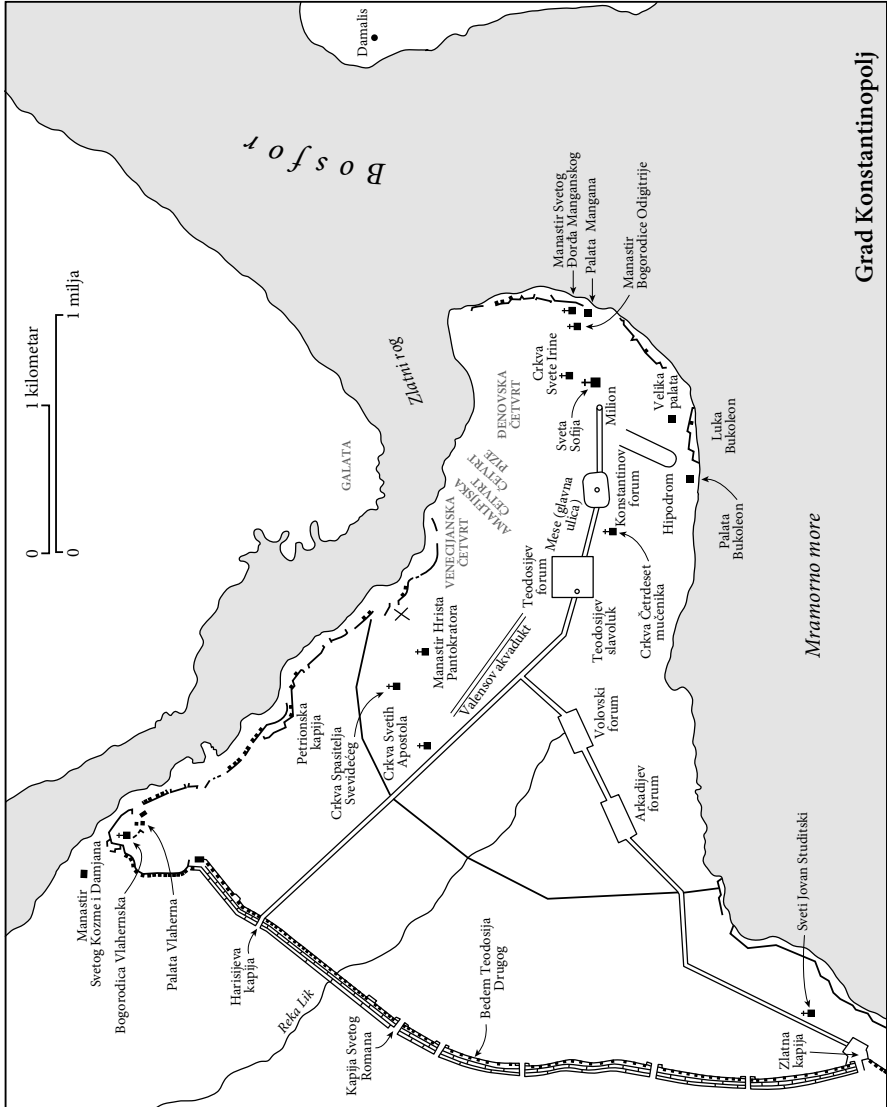 Grad Konstantinopolj
0
1 kilometar
0
1 milja
Damalis
Bosfor
Zlatni rog
GALATA
Mramorno more
Manastir
Svetog Kozme i Damjana
Bogorodica Vlahernska
Palata Vlaherna
Harisijeva
kapija
Reka Lik
Kapija Svetog
Romana
Bedem Teodosija
Drugog
Zlatna
kapija
Sveti Jovan Studitski
Petrionska
kapija
Crkva Spasitelja
Svevidećeg
Crkva Svetih
Apostola
Manastir Hrista
Pantokratora
Valensov akvadukt
VENECIJANSKA
ČETVRT
AMALFIJSKA
ČETVRT
PIZE
ČETVRT
ĐENOVSKA
ČETVRT
Teodosijev
forum
Teodosijev
slavoluk
Mese (glavna
ulica)
Konstantinov
forum
Crkva Četrdeset
mučenika
Volovski
forum
Arkadijev
forum
Hipodrom
Palata
Bukoleon
Luka
Bukoleon
Velika
palata
Milion
Sveta
Sofija
Crkva
Svete Irine
Manastir Svetog
Đorđa Manganskog
Palata Mangana
Manastir
Bogorodice Odigitrije